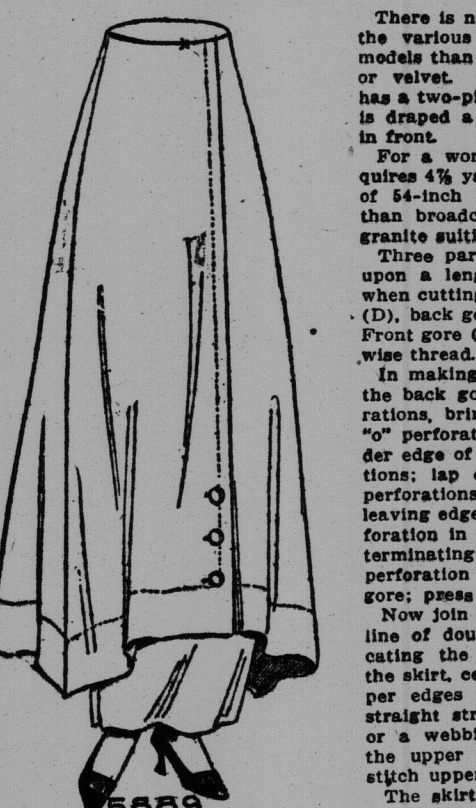 There is n
the various
models than
or velvet.
has a two-pi
is draped a
in front.
For a wor
quires 4⅞ ya
of 54-inch
than broadc
granite suiti
Three par
upon a leng
when cutting
(D), back go
Front gore (
wise thread.
In making
the back go
rations, brin
"o" perforat
der edge of
tions; lap
perforations
leaving edge
foration in
terminating
perforation
gore; press
Now join
line of dou
cating the
the skirt, ce
per edges
straight str
or a webbi
the upper
stitch upper
The skirt
5889